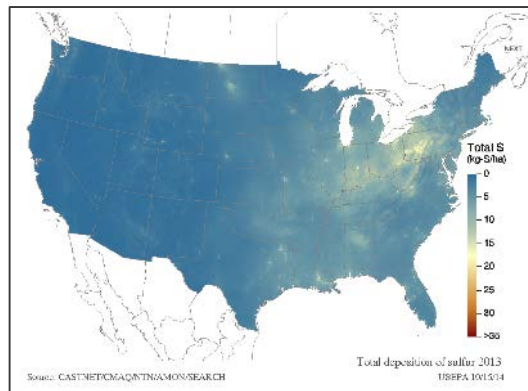 NEXT
Total S
(kg-S/ha)
0
5
10
15
20
25
30
>35
Total deposition of sulfur 2013
Source: CASTNET/CMAQ/NTN/AMON/SEARCH
USEPA 10/15/14